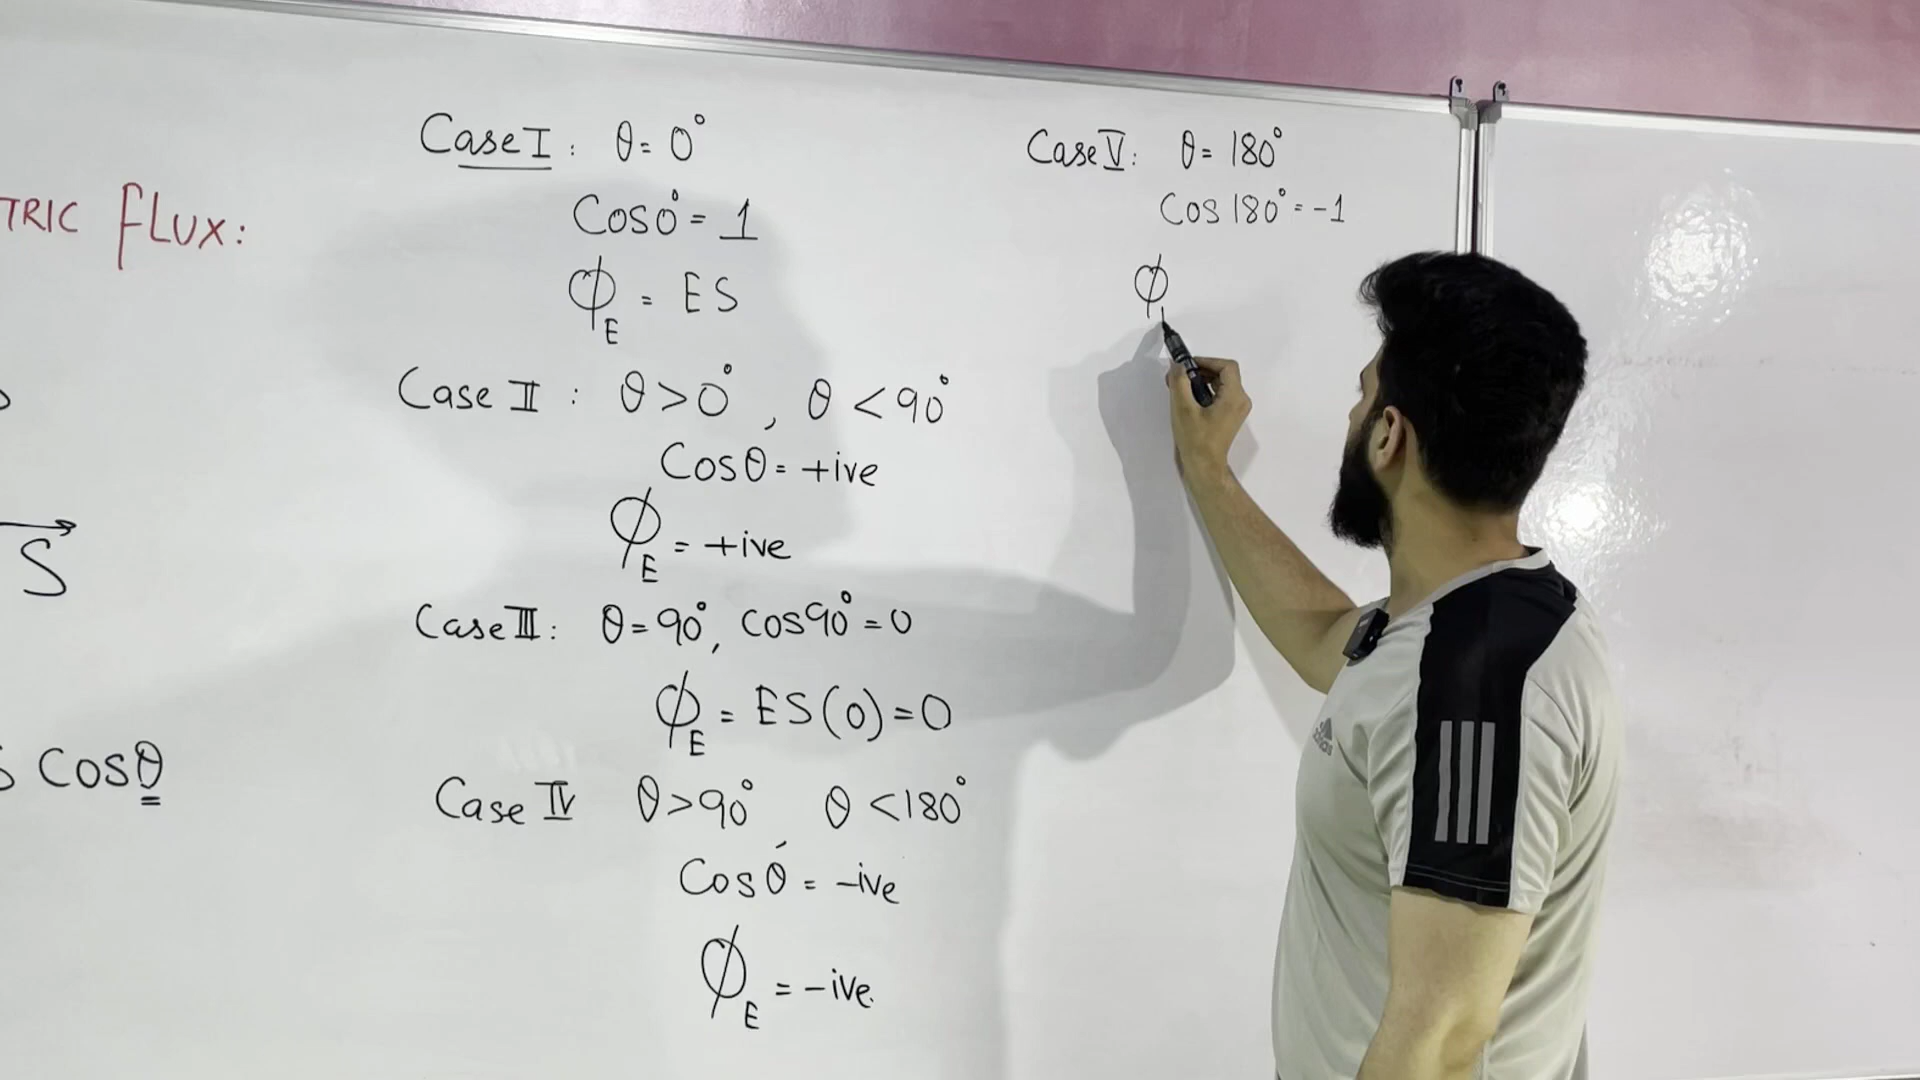 TRIC FLUX:
S
COSθ
Case I : θ = 0°
Cos0° = 1
ϕE = ES
Case II : θ > 0° , θ < 90°
Cosθ = +ive
ϕE = +ive
Case III : θ = 90°, cos90° = 0
ϕE = ES(0) = 0
Case IV θ > 90° θ < 180°
Cosθ = -ive
ϕE = -ive.
Case V : θ = 180°
Cos 180° = -1
ϕ
adidas